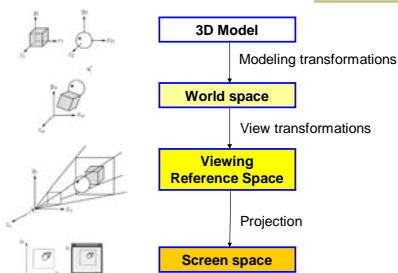 3D Model
Modeling transformations
World space
View transformations
Viewing
Reference Space
Projection
Screen space